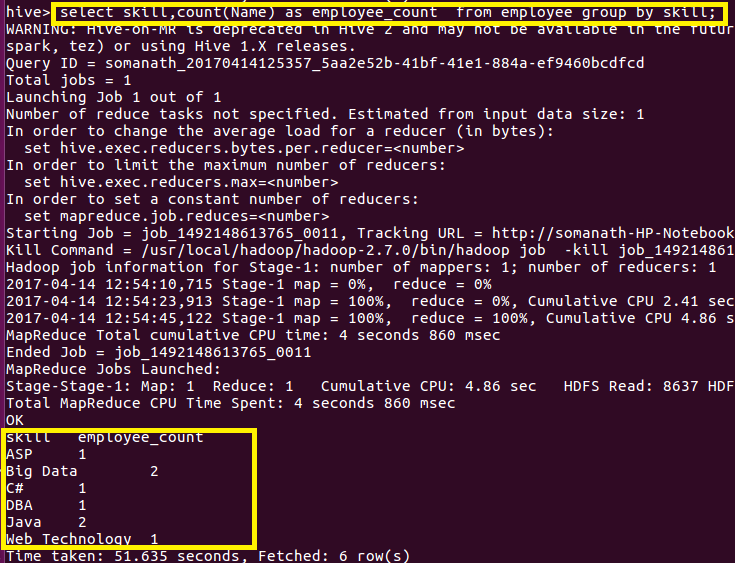 hive> select skill,count(Name) as employee_count  from employee group by skill;
WARNING: Hive-on-MR is deprecated in Hive 2 and may not be available in the futur
spark, tez) or using Hive 1.X releases.
Query ID = somanath_20170414125357_5aa2e52b-41bf-41e1-884a-ef9460bcdfcd
Total jobs = 1
Launching Job 1 out of 1
Number of reduce tasks not specified. Estimated from input data size: 1
In order to change the average load for a reducer (in bytes):
  set hive.exec.reducers.bytes.per.reducer=<number>
In order to limit the maximum number of reducers:
  set hive.exec.reducers.max=<number>
In order to set a constant number of reducers:
  set mapreduce.job.reduces=<number>
Starting Job = job_1492148613765_0011, Tracking URL = http://somanath-HP-Notebook
Kill Command = /usr/local/hadoop/hadoop-2.7.0/bin/hadoop job  -kill job_149214861
Hadoop job information for Stage-1: number of mappers: 1; number of reducers: 1
2017-04-14 12:54:10,715 Stage-1 map = 0%,  reduce = 0%
2017-04-14 12:54:23,913 Stage-1 map = 100%,  reduce = 0%, Cumulative CPU 2.41 sec
2017-04-14 12:54:45,122 Stage-1 map = 100%,  reduce = 100%, Cumulative CPU 4.86 s
MapReduce Total cumulative CPU time: 4 seconds 860 msec
Ended Job = job_1492148613765_0011
MapReduce Jobs Launched:
Stage-Stage-1: Map: 1  Reduce: 1   Cumulative CPU: 4.86 sec   HDFS Read: 8637 HDF
Total MapReduce CPU Time Spent: 4 seconds 860 msec
OK
skill	employee_count
ASP	1
Big Data	2
C#	1
DBA	1
Java	2
Web Technology	1
Time taken: 51.635 seconds, Fetched: 6 row(s)